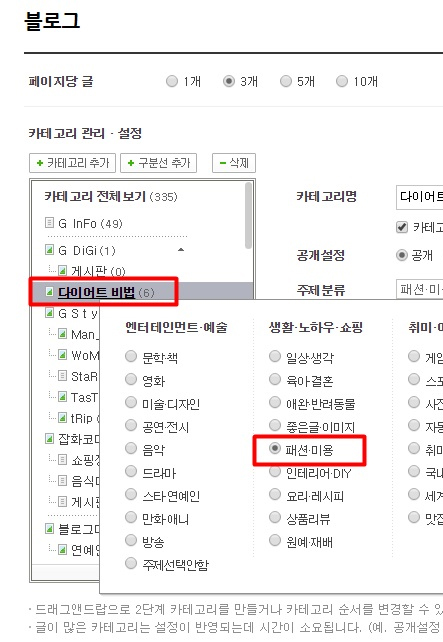 블로그
페이지당 글 1개 3개 5개 10개
카테고리 관리 · 설정
+ 카테고리 추가 + 구분선 추가 − 삭제
카테고리 전체보기 (335)
G InFo (49)
G DiGi (1)
게시판 (0)
다이어트 비법 (6)
G S t y
Man_
WoM
StaR
TasT
tRip (
잡화코
쇼핑정
음식
게시판
블로그
연예인
카테고리명 다이어트
카테고
공개설정 공개
주제분류 패션·미용
엔터테인먼트·예술
문학·책
영화
미술·디자인
공연·전시
음악
드라마
스타·연예인
만화·애니
방송
주제선택안함
생활·노하우·쇼핑
일상·생각
육아·결혼
애완·반려동물
좋은글·이미지
패션·미용
인테리어·DIY
요리·레시피
상품리뷰
원예·재배
취미·여
게임
스포
사진
자동
취미
국내
세계
맛집
· 드래그앤드랍으로 2단계 카테고리를 만들거나 카테고리 순서를 변경할 수 있
· 글이 많은 카테고리는 설정이 반영되는데 시간이 소요됩니다. (예. 공개설정